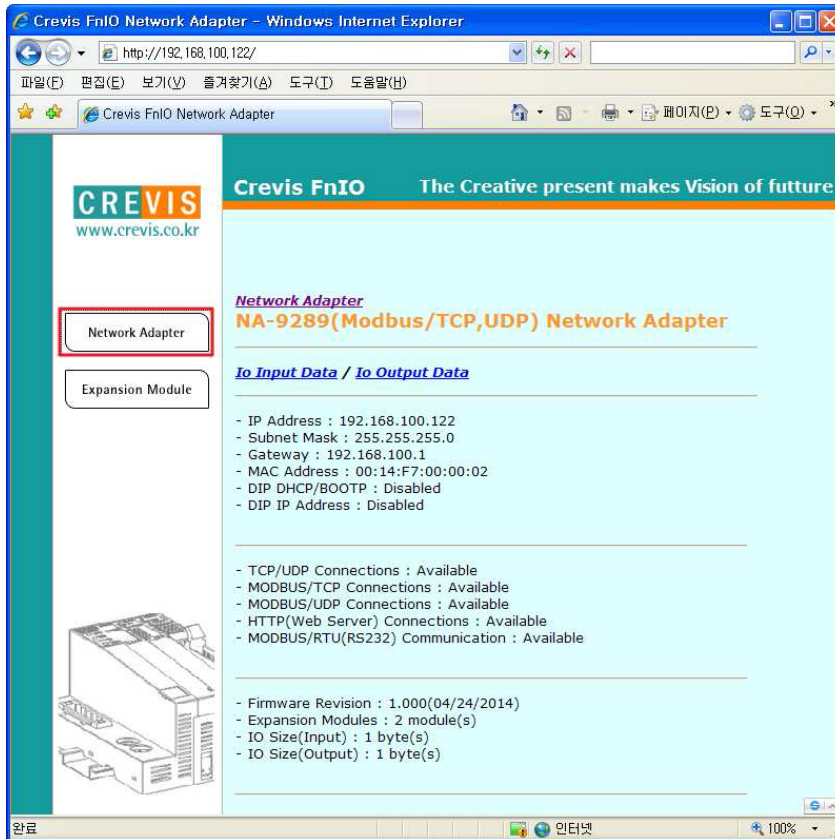 Crevis FnIO Network Adapter - Windows Internet Explorer
http://192,168,100,122/
파일(F) 편집(E) 보기(V) 즐겨찾기(A) 도구(T) 도움말(H)
Crevis FnIO Network Adapter
페이지(P) 도구(O)
CREVIS
www.crevis.co.kr
Crevis FnIO The Creative present makes Vision of futture
Network Adapter
Expansion Module
Network Adapter
NA-9289(Modbus/TCP,UDP) Network Adapter
Io Input Data / Io Output Data
- IP Address : 192.168.100.122
- Subnet Mask : 255.255.255.0
- Gateway : 192.168.100.1
- MAC Address : 00:14:F7:00:00:02
- DIP DHCP/BOOTP : Disabled
- DIP IP Address : Disabled
- TCP/UDP Connections : Available
- MODBUS/TCP Connections : Available
- MODBUS/UDP Connections : Available
- HTTP(Web Server) Connections : Available
- MODBUS/RTU(RS232) Communication : Available
- Firmware Revision : 1.000(04/24/2014)
- Expansion Modules : 2 module(s)
- IO Size(Input) : 1 byte(s)
- IO Size(Output) : 1 byte(s)
완료 인터넷 100%